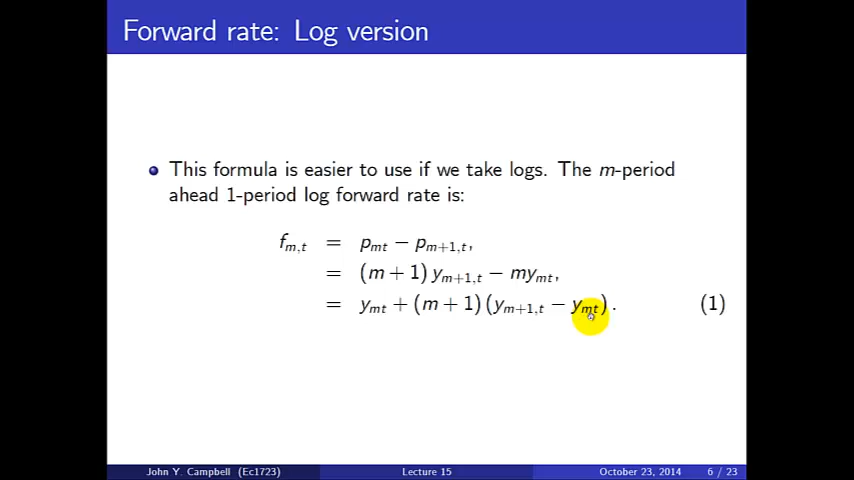 Forward rate: Log version
This formula is easier to use if we take logs. The m-period
ahead 1-period log forward rate is:
f_{m,t} = p_{mt} − p_{m+1,t},
= (m + 1) y_{m+1,t} − my_{mt},
= y_{mt} + (m + 1) (y_{m+1,t} − y_{mt}) . (1)
John Y. Campbell (Ec1723) Lecture 15 October 23, 2014 6 / 23